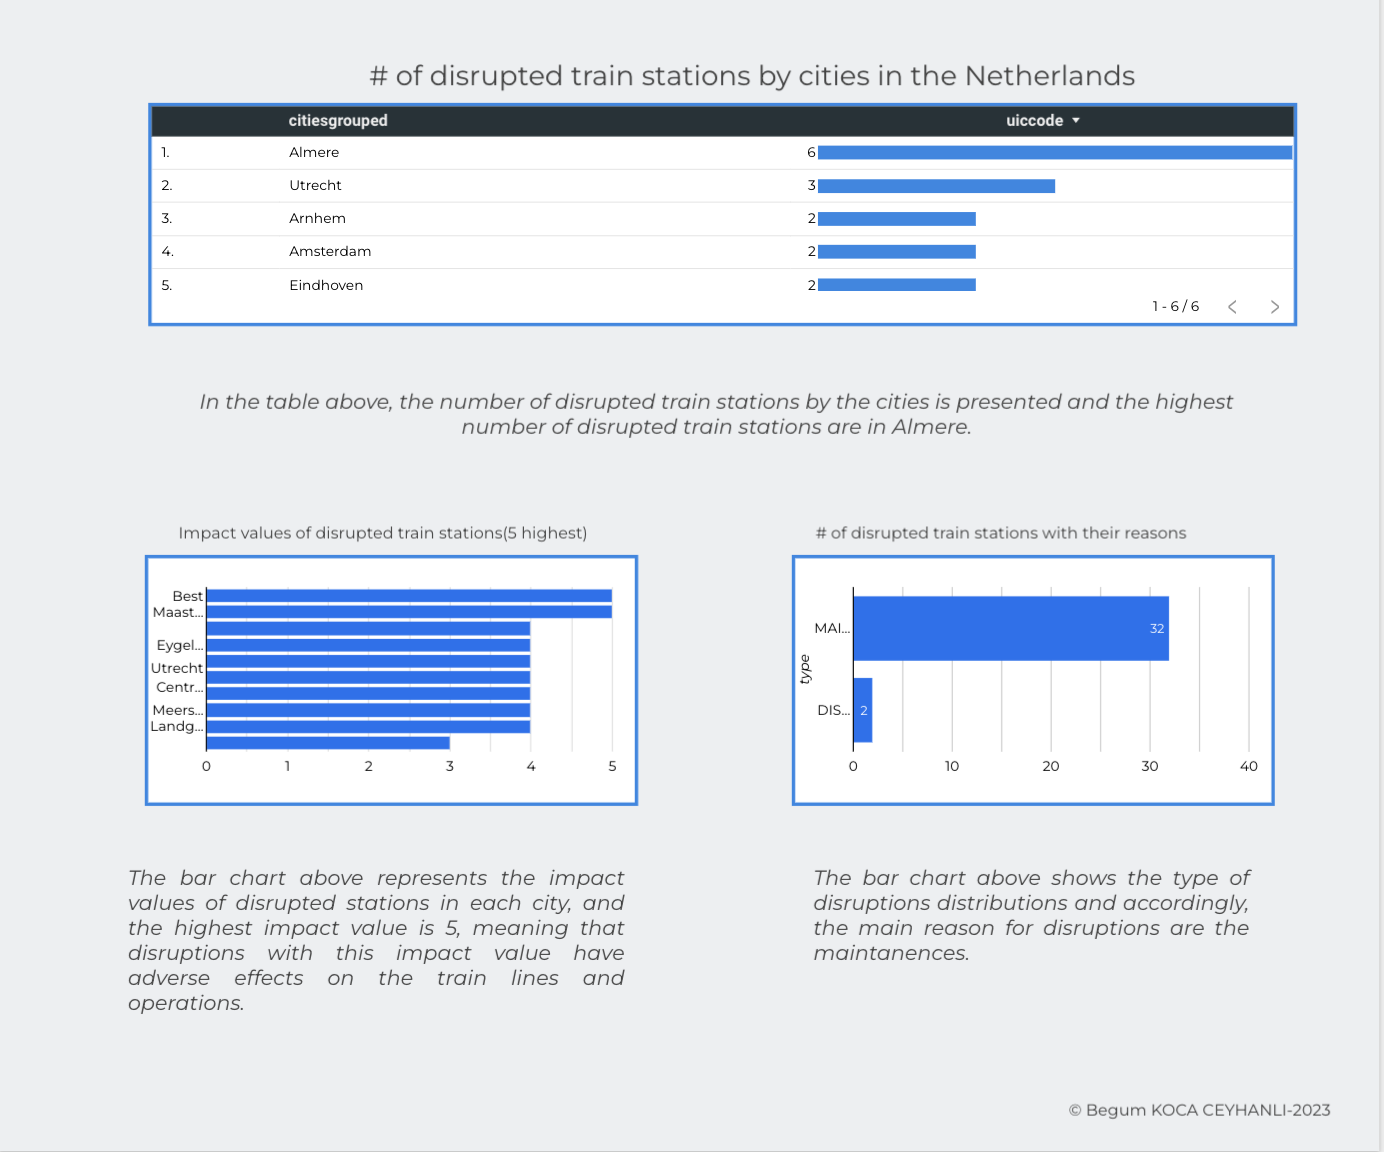 # of disrupted train stations by cities in the Netherlands
citiesgrouped uiccode
1. Almere 6
2. Utrecht 3
3. Arnhem 2
4. Amsterdam 2
5. Eindhoven 2
1 - 6 / 6
In the table above, the number of disrupted train stations by the cities is presented and the highest
number of disrupted train stations are in Almere.
Impact values of disrupted train stations(5 highest)
Best
Maast...
Eygel...
Utrecht
Centr...
Meers...
Landg...
0 1 2 3 4 5
The bar chart above represents the impact
values of disrupted stations in each city, and
the highest impact value is 5, meaning that
disruptions with this impact value have
adverse effects on the train lines and
operations.
# of disrupted train stations with their reasons
type
MAI... 32
DIS... 2
0 10 20 30 40
The bar chart above shows the type of
disruptions distributions and accordingly,
the main reason for disruptions are the
maintanences.
© Begum KOCA CEYHANLI-2023